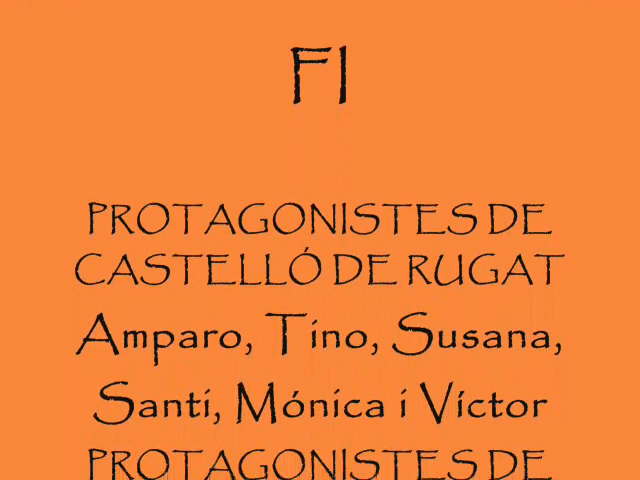 FI
PROTAGONISTES DE
CASTELLÓ DE RUGAT
Amparo, Tino, Susana,
Santi, Mónica i Víctor
PROTAGONISTES DE